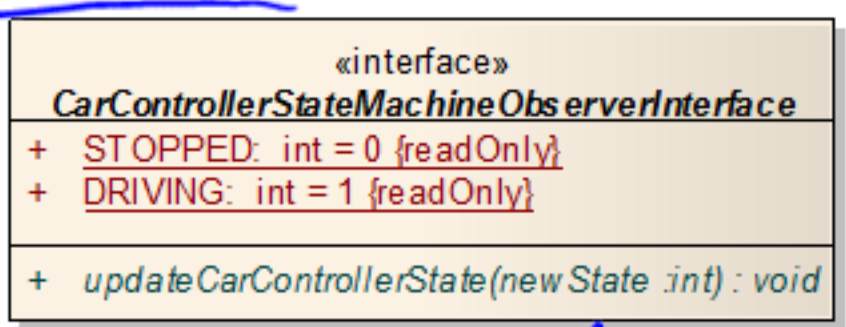 «interface»
CarControllerStateMachineObserverInterface
+ STOPPED: int = 0 {readOnly}
+ DRIVING: int = 1 {readOnly}
+ updateCarControllerState(newState :int) : void